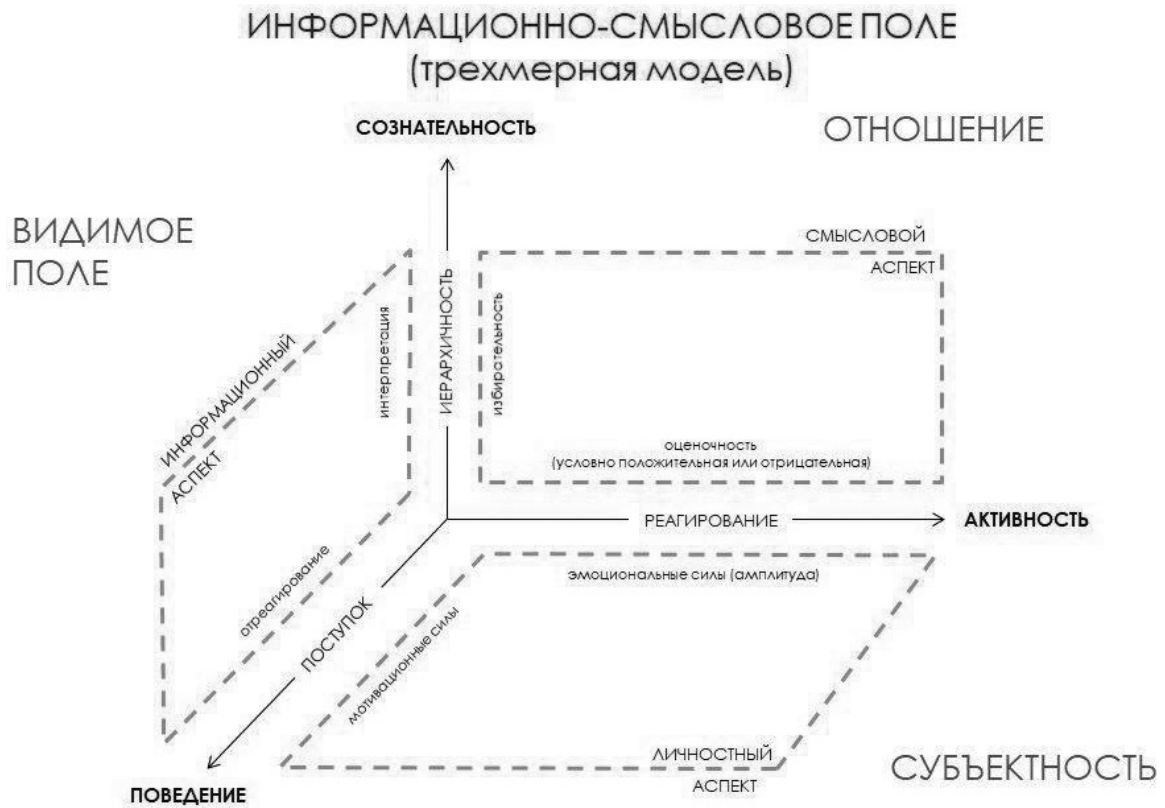 ИНФОРМАЦИОННО-СМЫСЛОВОЕ ПОЛЕ
(трехмерная модель)
СОЗНАТЕЛЬНОСТЬ
ОТНОШЕНИЕ
ВИДИМОЕ
ПОЛЕ
СМЫСЛОВОЙ
АСПЕКТ
ИНФОРМАЦИОННЫЙ
АСПЕКТ
интерпретация
ИЕРАРХИЧНОСТЬ
избирательность
оценочность
(условно положительная или отрицательная)
РЕАГИРОВАНИЕ
АКТИВНОСТЬ
отреагирование
ПОСТУПОК
мотивационные силы
эмоциональные силы (амплитуда)
ЛИЧНОСТНЫЙ
АСПЕКТ
СУБЪЕКТНОСТЬ
ПОВЕДЕНИЕ